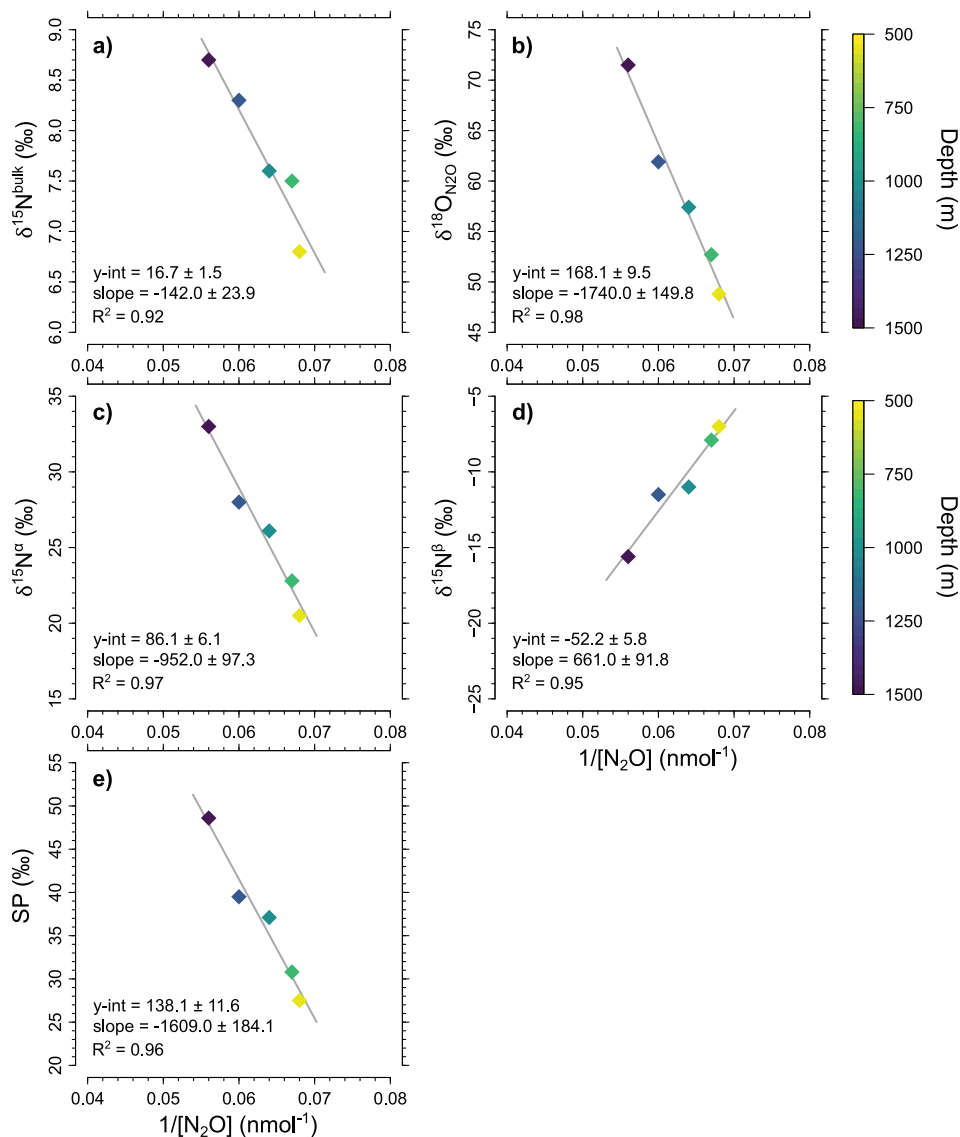 a)
δ¹⁵Nᵇᵘˡᵏ (‰)
9.0
8.5
8.0
7.5
7.0
6.5
6.0
y-int = 16.7 ± 1.5
slope = -142.0 ± 23.9
R² = 0.92
0.04 0.05 0.06 0.07 0.08
b)
δ¹⁸O_N2O (‰)
75
70
65
60
55
50
45
y-int = 168.1 ± 9.5
slope = -1740.0 ± 149.8
R² = 0.98
0.04 0.05 0.06 0.07 0.08
500
750
1000
1250
1500
Depth (m)
c)
δ¹⁵Nᵅ (‰)
35
30
25
20
15
y-int = 86.1 ± 6.1
slope = -952.0 ± 97.3
R² = 0.97
0.04 0.05 0.06 0.07 0.08
d)
δ¹⁵Nᵝ (‰)
−5
−10
−15
−20
−25
y-int = -52.2 ± 5.8
slope = 661.0 ± 91.8
R² = 0.95
0.04 0.05 0.06 0.07 0.08
1/[N₂O] (nmol⁻¹)
500
750
1000
1250
1500
Depth (m)
e)
SP (‰)
55
50
45
40
35
30
25
20
y-int = 138.1 ± 11.6
slope = -1609.0 ± 184.1
R² = 0.96
0.04 0.05 0.06 0.07 0.08
1/[N₂O] (nmol⁻¹)